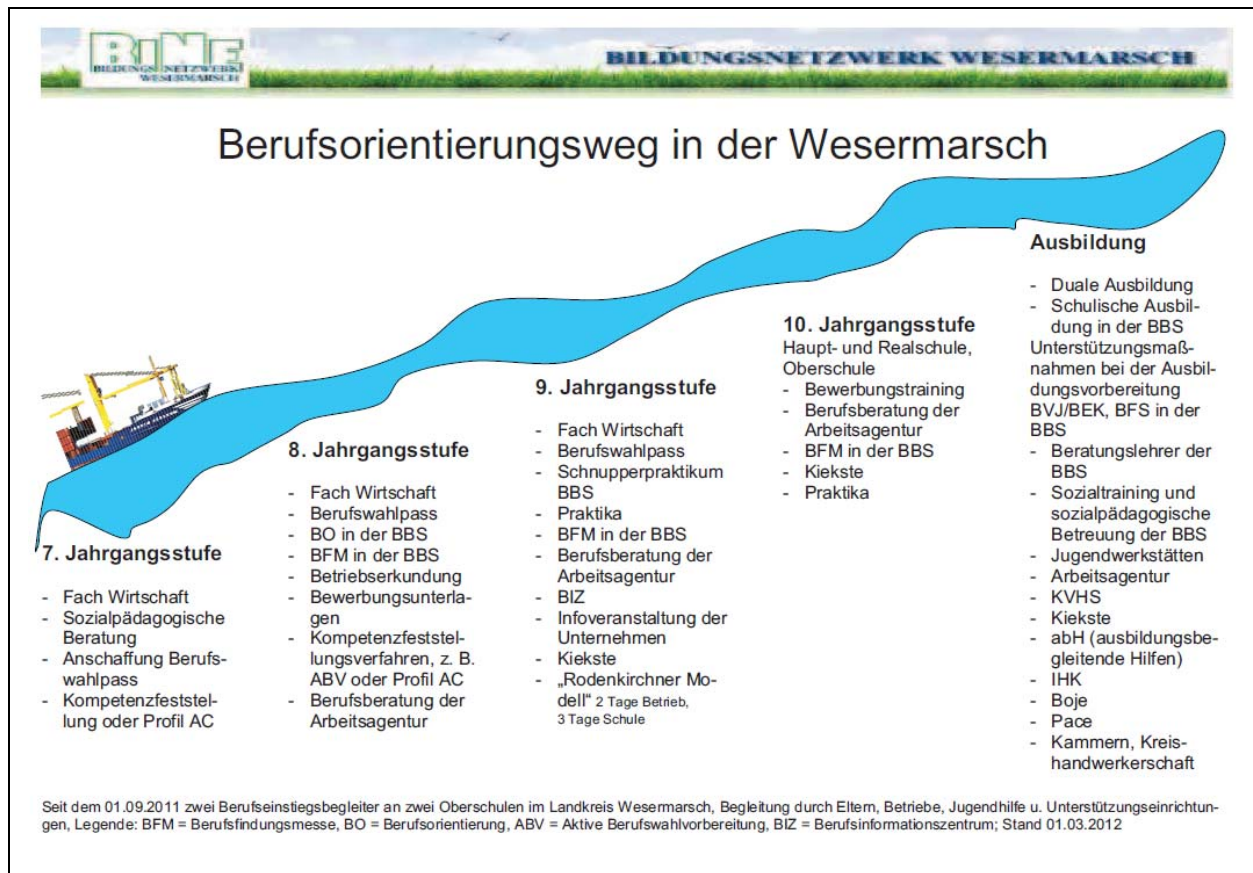 BINE
BILDUNGSNETZWERK
WESERMARSCH
BILDUNGSNETZWERK WESERMARSCH
Berufsorientierungsweg in der Wesermarsch
7. Jahrgangsstufe
- Fach Wirtschaft
- Sozialpädagogische
Beratung
- Anschaffung Berufs-
wahlpass
- Kompetenzfeststel-
lung oder Profil AC
8. Jahrgangsstufe
- Fach Wirtschaft
- Berufswahlpass
- BO in der BBS
- BFM in der BBS
- Betriebserkundung
- Bewerbungsunterla-
gen
- Kompetenzfeststel-
lungsverfahren, z. B.
ABV oder Profil AC
- Berufsberatung der
Arbeitsagentur
9. Jahrgangsstufe
- Fach Wirtschaft
- Berufswahlpass
- Schnupperpraktikum
BBS
- Praktika
- BFM in der BBS
- Berufsberatung der
Arbeitsagentur
- BIZ
- Infoveranstaltung der
Unternehmen
- Kiekste
- „Rodenkirchner Mo-
dell“ 2 Tage Betrieb,
3 Tage Schule
10. Jahrgangsstufe
Haupt- und Realschule,
Oberschule
- Bewerbungstraining
- Berufsberatung der
Arbeitsagentur
- BFM in der BBS
- Kiekste
- Praktika
Ausbildung
- Duale Ausbildung
- Schulische Ausbil-
dung in der BBS
Unterstützungsmaß-
nahmen bei der Ausbil-
dungsvorbereitung
BVJ/BEK, BFS in der
BBS
- Beratungslehrer der
BBS
- Sozialtraining und
sozialpädagogische
Betreuung der BBS
- Jugendwerkstätten
- Arbeitsagentur
- KVHS
- Kiekste
- abH (ausbildungsbe-
gleitende Hilfen)
- IHK
- Boje
- Pace
- Kammern, Kreis-
handwerkerschaft
Seit dem 01.09.2011 zwei Berufseinstiegsbegleiter an zwei Oberschulen im Landkreis Wesermarsch, Begleitung durch Eltern, Betriebe, Jugendhilfe u. Unterstützungseinrichtun-
gen, Legende: BFM = Berufsfindungsmesse, BO = Berufsorientierung, ABV = Aktive Berufswahlvorbereitung, BIZ = Berufsinformationszentrum; Stand 01.03.2012